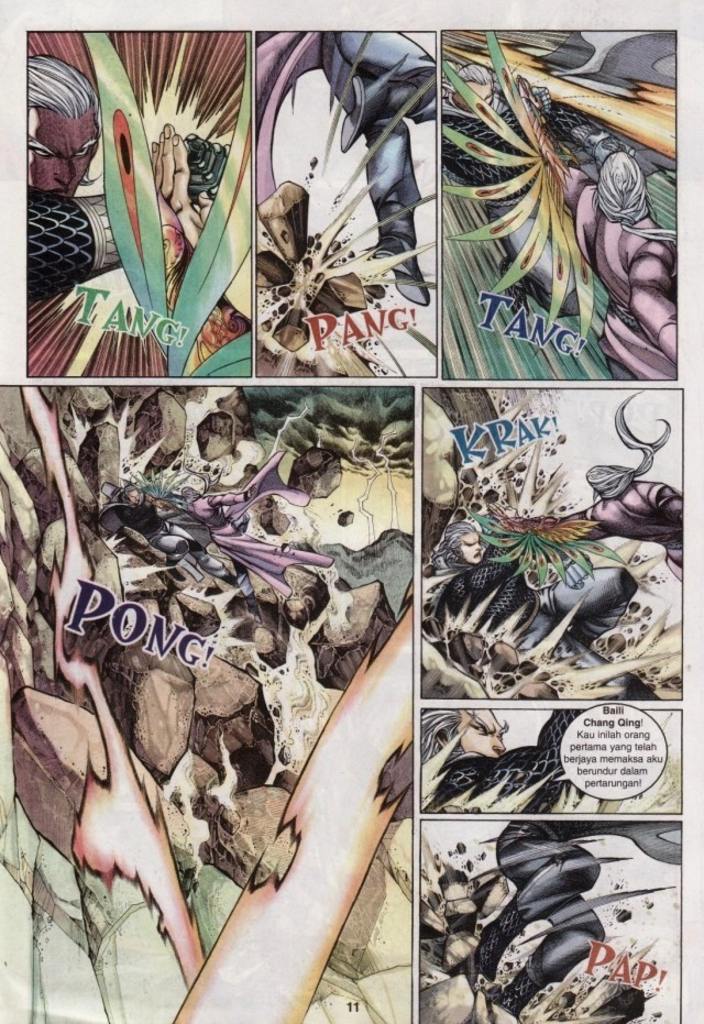 TANG!
PANG!
TANG!
PONG!
KRAK!
Baili
Chang Qing!
Kau inilah orang
pertama yang telah
berjaya memaksa aku
berundur dalam
pertarungan!
PAP!
11